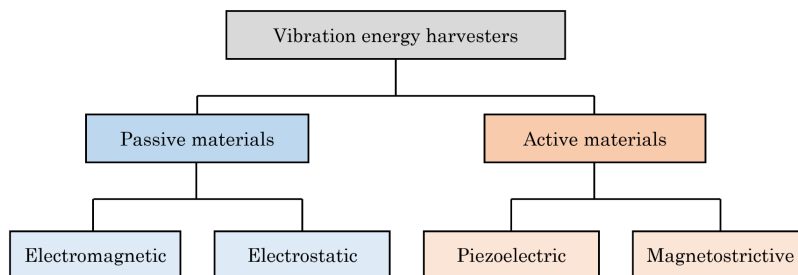 Vibration energy harvesters
Passive materials
Active materials
Electromagnetic
Electrostatic
Piezoelectric
Magnetostrictive